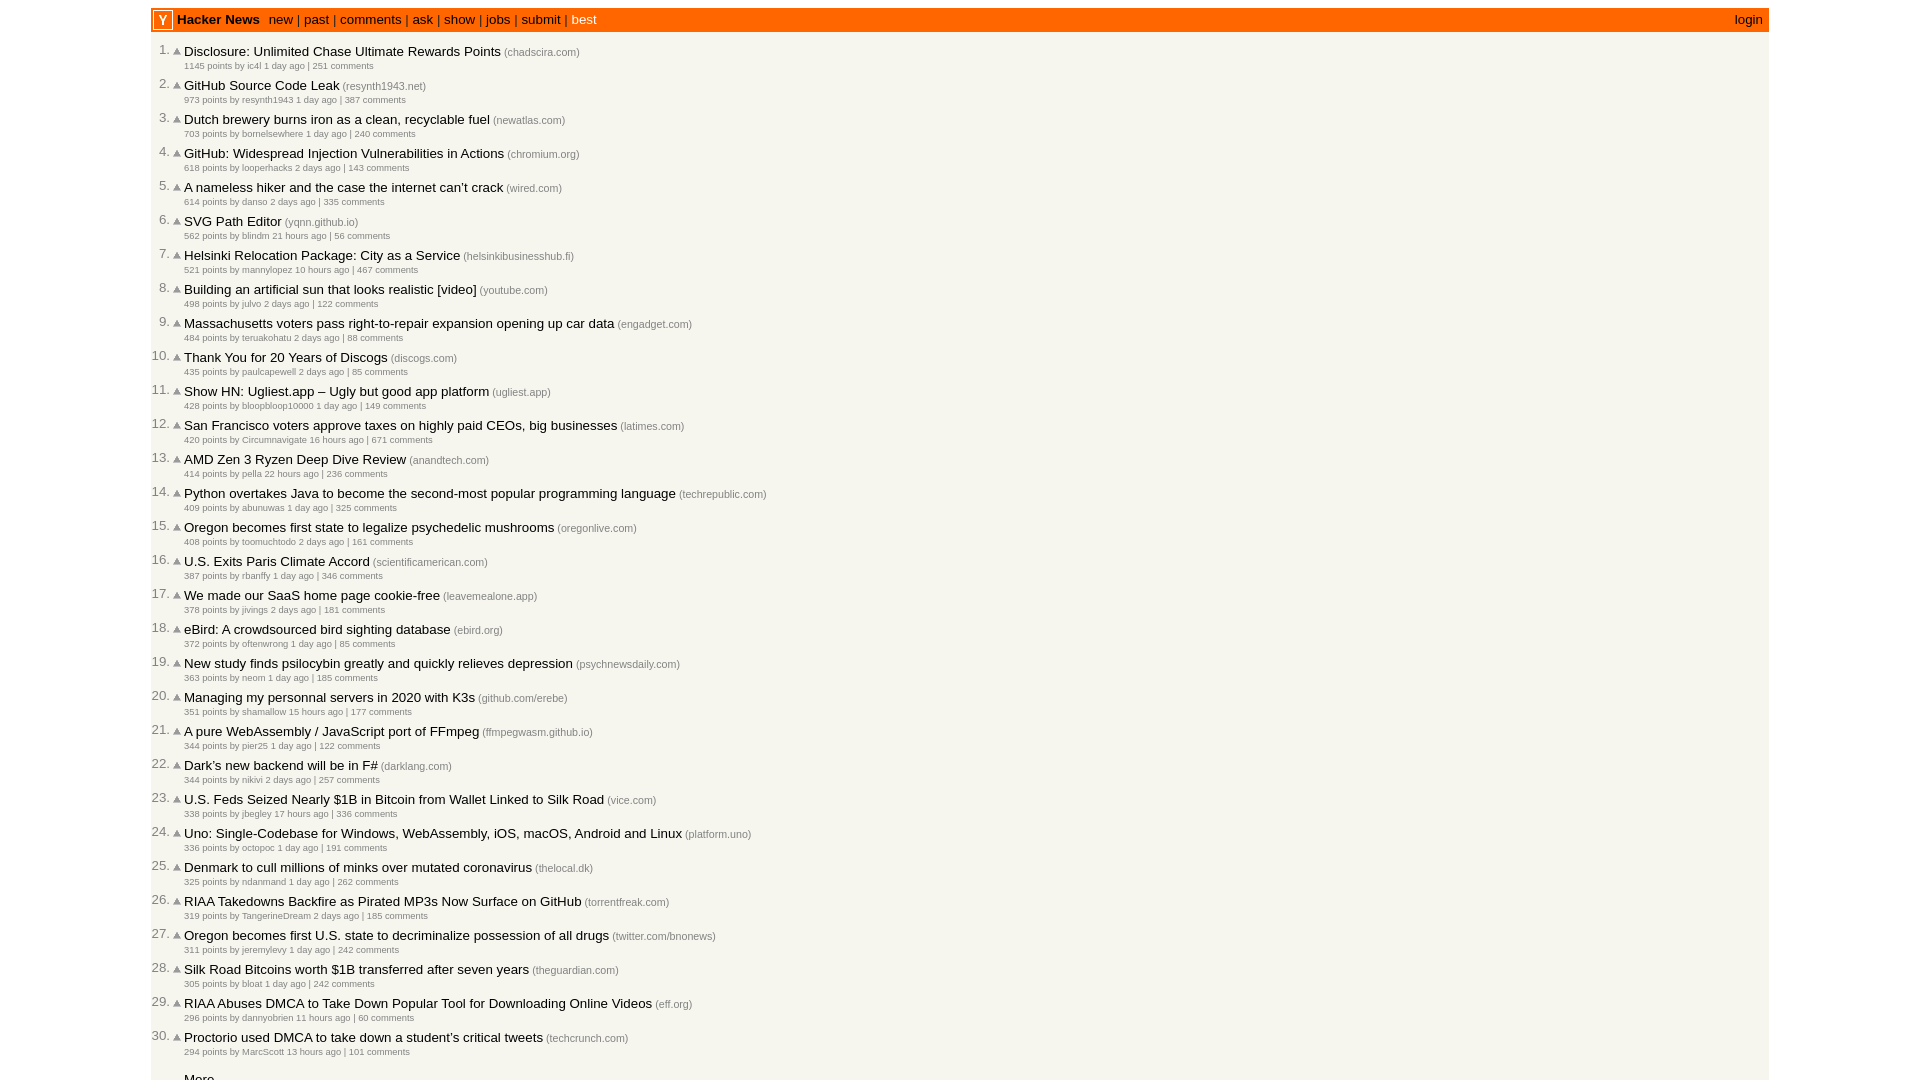 Y Hacker News new | past | comments | ask | show | jobs | submit | best login
1. Disclosure: Unlimited Chase Ultimate Rewards Points (chadscira.com)
1145 points by ic4l 1 day ago | 251 comments
2. GitHub Source Code Leak (resynth1943.net)
973 points by resynth1943 1 day ago | 387 comments
3. Dutch brewery burns iron as a clean, recyclable fuel (newatlas.com)
703 points by bornelsewhere 1 day ago | 240 comments
4. GitHub: Widespread Injection Vulnerabilities in Actions (chromium.org)
618 points by looperhacks 2 days ago | 143 comments
5. A nameless hiker and the case the internet can’t crack (wired.com)
614 points by danso 2 days ago | 335 comments
6. SVG Path Editor (yqnn.github.io)
562 points by blindm 21 hours ago | 56 comments
7. Helsinki Relocation Package: City as a Service (helsinkibusinesshub.fi)
521 points by mannylopez 10 hours ago | 467 comments
8. Building an artificial sun that looks realistic [video] (youtube.com)
498 points by julvo 2 days ago | 122 comments
9. Massachusetts voters pass right-to-repair expansion opening up car data (engadget.com)
484 points by teruakohatu 2 days ago | 88 comments
10. Thank You for 20 Years of Discogs (discogs.com)
435 points by paulcapewell 2 days ago | 85 comments
11. Show HN: Ugliest.app – Ugly but good app platform (ugliest.app)
428 points by bloopbloop10000 1 day ago | 149 comments
12. San Francisco voters approve taxes on highly paid CEOs, big businesses (latimes.com)
420 points by Circumnavigate 16 hours ago | 671 comments
13. AMD Zen 3 Ryzen Deep Dive Review (anandtech.com)
414 points by pella 22 hours ago | 236 comments
14. Python overtakes Java to become the second-most popular programming language (techrepublic.com)
409 points by abunuwas 1 day ago | 325 comments
15. Oregon becomes first state to legalize psychedelic mushrooms (oregonlive.com)
408 points by toomuchtodo 2 days ago | 161 comments
16. U.S. Exits Paris Climate Accord (scientificamerican.com)
387 points by rbanffy 1 day ago | 346 comments
17. We made our SaaS home page cookie-free (leavemealone.app)
378 points by jivings 2 days ago | 181 comments
18. eBird: A crowdsourced bird sighting database (ebird.org)
372 points by oftenwrong 1 day ago | 85 comments
19. New study finds psilocybin greatly and quickly relieves depression (psychnewsdaily.com)
363 points by neom 1 day ago | 185 comments
20. Managing my personnal servers in 2020 with K3s (github.com/erebe)
351 points by shamallow 15 hours ago | 177 comments
21. A pure WebAssembly / JavaScript port of FFmpeg (ffmpegwasm.github.io)
344 points by pier25 1 day ago | 122 comments
22. Dark’s new backend will be in F# (darklang.com)
344 points by nikivi 2 days ago | 257 comments
23. U.S. Feds Seized Nearly $1B in Bitcoin from Wallet Linked to Silk Road (vice.com)
338 points by jbegley 17 hours ago | 336 comments
24. Uno: Single-Codebase for Windows, WebAssembly, iOS, macOS, Android and Linux (platform.uno)
336 points by octopoc 1 day ago | 191 comments
25. Denmark to cull millions of minks over mutated coronavirus (thelocal.dk)
325 points by ndanmand 1 day ago | 262 comments
26. RIAA Takedowns Backfire as Pirated MP3s Now Surface on GitHub (torrentfreak.com)
319 points by TangerineDream 2 days ago | 185 comments
27. Oregon becomes first U.S. state to decriminalize possession of all drugs (twitter.com/bnonews)
311 points by jeremylevy 1 day ago | 242 comments
28. Silk Road Bitcoins worth $1B transferred after seven years (theguardian.com)
305 points by bloat 1 day ago | 242 comments
29. RIAA Abuses DMCA to Take Down Popular Tool for Downloading Online Videos (eff.org)
296 points by dannyobrien 11 hours ago | 60 comments
30. Proctorio used DMCA to take down a student’s critical tweets (techcrunch.com)
294 points by MarcScott 13 hours ago | 101 comments
More